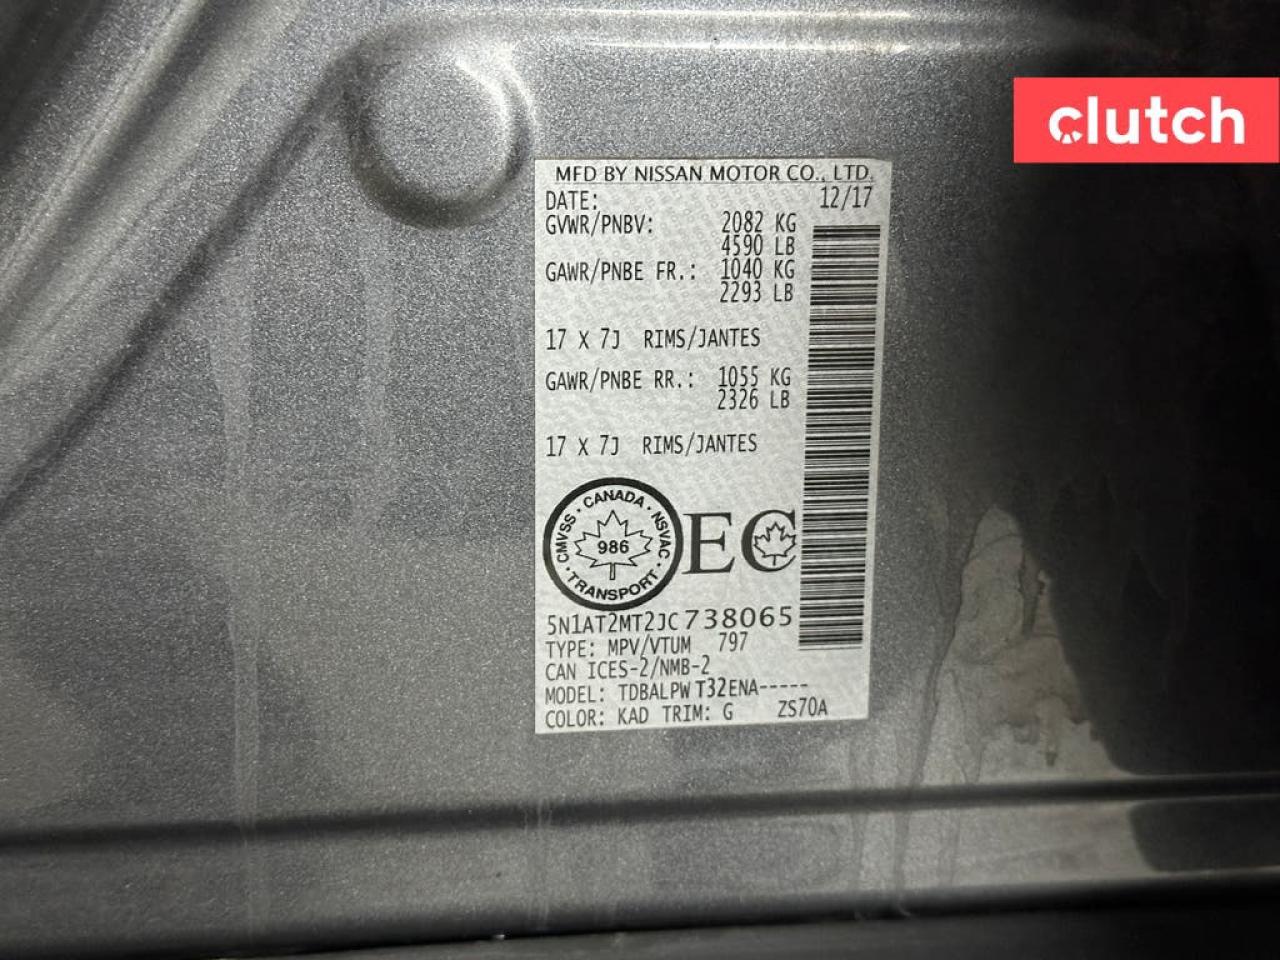 clutch
MFD BY NISSAN MOTOR CO., LTD.
DATE: 12/17
GVWR/PNBV: 2082 KG
4590 LB
GAWR/PNBE FR.: 1040 KG
2293 LB
17 X 7J RIMS/JANTES
GAWR/PNBE RR.: 1055 KG
2326 LB
17 X 7J RIMS/JANTES
CMVSS · CANADA · NSVAC
986
· TRANSPORT ·
EC
5N1AT2MT2JC738065
TYPE: MPV/VTUM 797
CAN ICES-2/NMB-2
MODEL: TDBALPW T32ENA-----
COLOR: KAD TRIM: G ZS70A